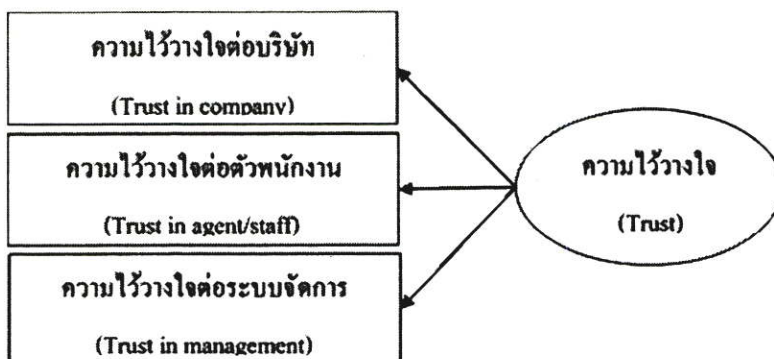 ความไว้วางใจต่อบริษัท
(Trust in company)
ความไว้วางใจต่อตัวพนักงาน
(Trust in agent/staff)
ความไว้วางใจต่อระบบจัดการ
(Trust in management)
ความไว้วางใจ
(Trust)